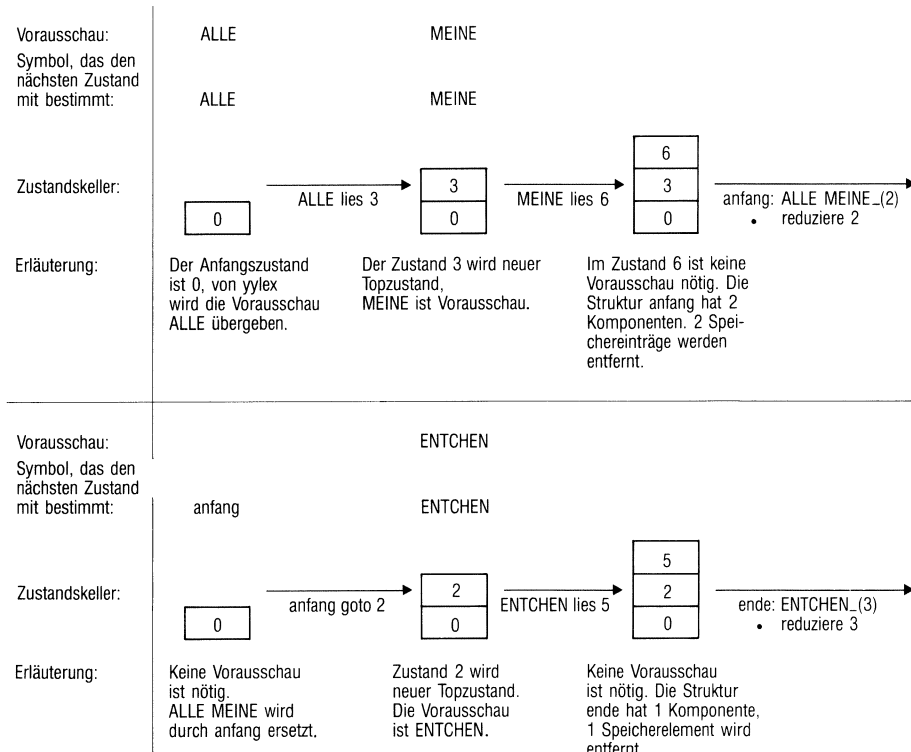 Vorausschau: ALLE MEINE
Symbol, das den
nächsten Zustand
mit bestimmt: ALLE MEINE
6
Zustandskeller: 3 3
0 0 0
ALLE lies 3 MEINE lies 6 anfang: ALLE MEINE_(2)
• reduziere 2
Erläuterung:
Der Anfangszustand
ist 0, von yylex
wird die Vorausschau
ALLE übergeben.
Der Zustand 3 wird neuer
Topzustand,
MEINE ist Vorausschau.
Im Zustand 6 ist keine
Vorausschau nötig. Die
Struktur anfang hat 2
Komponenten. 2 Spei-
chereinträge werden
entfernt.
Vorausschau: ENTCHEN
Symbol, das den
nächsten Zustand
mit bestimmt: anfang ENTCHEN
5
Zustandskeller: 2 2
0 0 0
anfang goto 2 ENTCHEN lies 5 ende: ENTCHEN_(3)
• reduziere 3
Erläuterung:
Keine Vorausschau
ist nötig.
ALLE MEINE wird
durch anfang ersetzt.
Zustand 2 wird
neuer Topzustand.
Die Vorausschau
ist ENTCHEN.
Keine Vorausschau
ist nötig. Die Struktur
ende hat 1 Komponente,
1 Speicherelement wird
entfernt